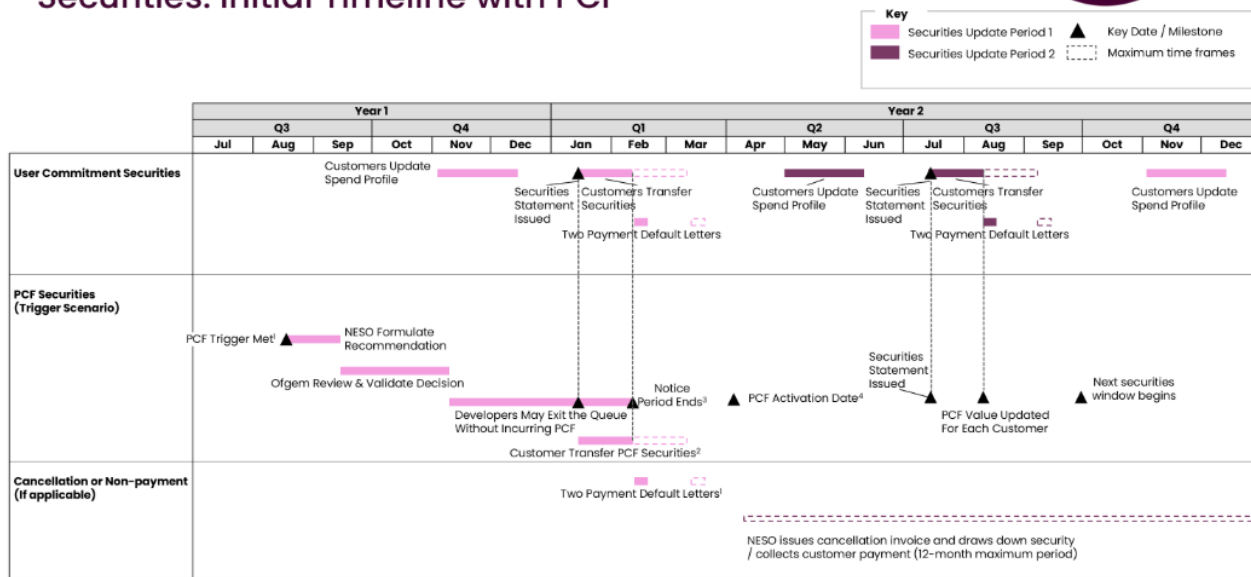 Securities: Initial Timeline with PCF
Key
Securities Update Period 1
Key Date / Milestone
Securities Update Period 2
Maximum time frames
Year 1
Year 2
Q3
Q4
Q1
Q2
Q3
Q4
Jul
Aug
Sep
Oct
Nov
Dec
Jan
Feb
Mar
Apr
May
Jun
Jul
Aug
Sep
Oct
Nov
Dec
User Commitment Securities
Customers Update
Spend Profile
Securities
Statement
Issued
Customers Transfer
Securities
Two Payment Default Letters
Customers Update
Spend Profile
Securities
Statement
Issued
Customers Transfer
Securities
Two Payment Default Letters
Customers Update
Spend Profile
PCF Securities
(Trigger Scenario)
PCF Trigger Met¹
NESO Formulate
Recommendation
Ofgem Review & Validate Decision
Developers May Exit the Queue
Without Incurring PCF
Notice
Period Ends³
Customer Transfer PCF Securities²
PCF Activation Date⁴
Securities
Statement
Issued
PCF Value Updated
For Each Customer
Next securities
window begins
Cancellation or Non-payment
(If applicable)
Two Payment Default Letters¹
NESO issues cancellation invoice and draws down security
/ collects customer payment (12-month maximum period)